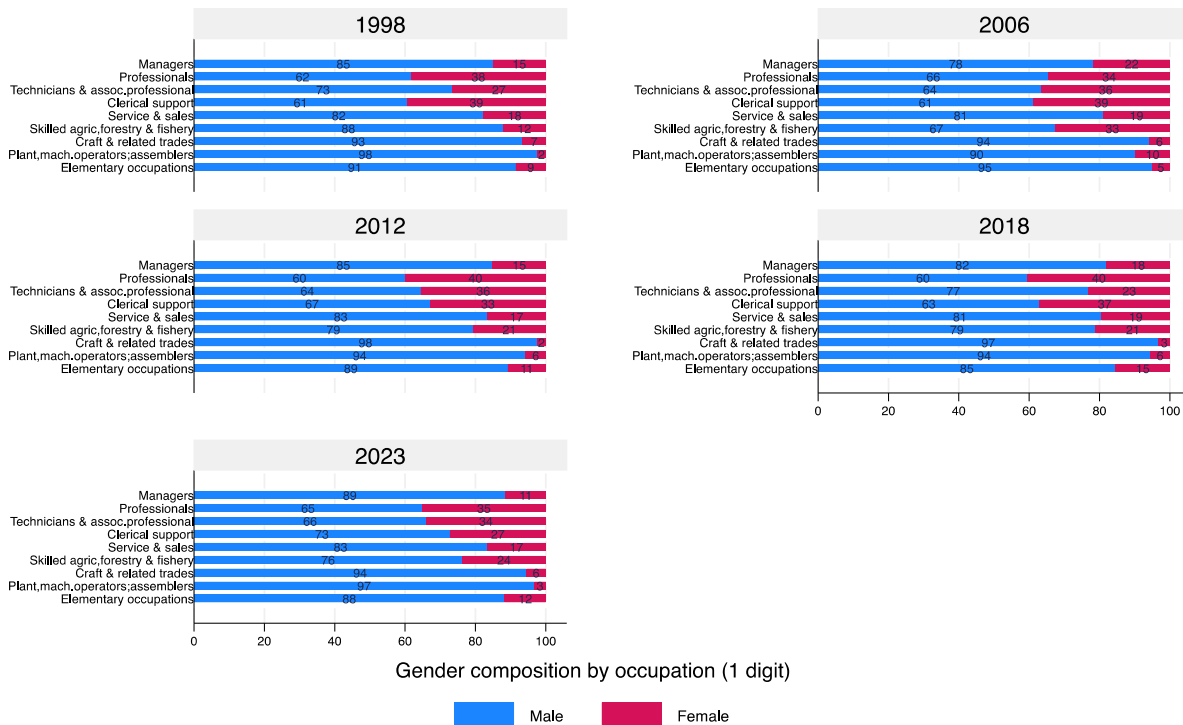 1998
Managers 85 15
Professionals 62 38
Technicians & assoc.professional 73 27
Clerical support 61 39
Service & sales 82 18
Skilled agric,forestry & fishery 88 12
Craft & related trades 93 7
Plant,mach.operators;assemblers 98 2
Elementary occupations 91 9
2006
Managers 78 22
Professionals 66 34
Technicians & assoc.professional 64 36
Clerical support 61 39
Service & sales 81 19
Skilled agric,forestry & fishery 67 33
Craft & related trades 94 6
Plant,mach.operators;assemblers 90 10
Elementary occupations 95 5
2012
Managers 85 15
Professionals 60 40
Technicians & assoc.professional 64 36
Clerical support 67 33
Service & sales 83 17
Skilled agric,forestry & fishery 79 21
Craft & related trades 98 2
Plant,mach.operators;assemblers 94 6
Elementary occupations 89 11
2018
Managers 82 18
Professionals 60 40
Technicians & assoc.professional 77 23
Clerical support 63 37
Service & sales 81 19
Skilled agric,forestry & fishery 79 21
Craft & related trades 97 3
Plant,mach.operators;assemblers 94 6
Elementary occupations 85 15
0 20 40 60 80 100
2023
Managers 89 11
Professionals 65 35
Technicians & assoc.professional 66 34
Clerical support 73 27
Service & sales 83 17
Skilled agric,forestry & fishery 76 24
Craft & related trades 94 6
Plant,mach.operators;assemblers 97 3
Elementary occupations 88 12
0 20 40 60 80 100
Gender composition by occupation (1 digit)
Male Female